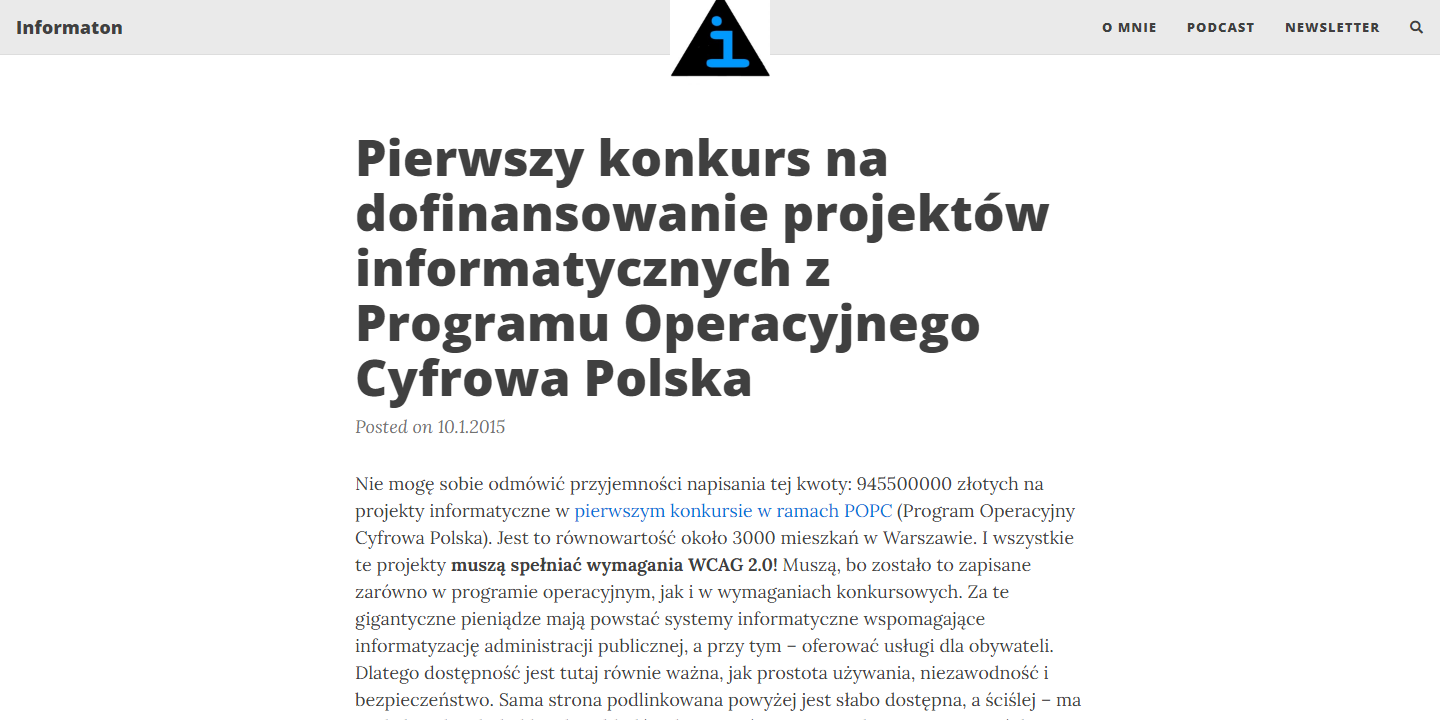 Informaton
i
O MNIE
PODCAST
NEWSLETTER
Pierwszy konkurs na
dofinansowanie projektów
informatycznych z
Programu Operacyjnego
Cyfrowa Polska
Posted on 10.1.2015
Nie mogę sobie odmówić przyjemności napisania tej kwoty: 945500000 złotych na
projekty informatyczne w pierwszym konkursie w ramach POPC (Program Operacyjny
Cyfrowa Polska). Jest to równowartość około 3000 mieszkań w Warszawie. I wszystkie
te projekty muszą spełniać wymagania WCAG 2.0! Muszą, bo zostało to zapisane
zarówno w programie operacyjnym, jak i w wymaganiach konkursowych. Za te
gigantyczne pieniądze mają powstać systemy informatyczne wspomagające
informatyzację administracji publicznej, a przy tym – oferować usługi dla obywateli.
Dlatego dostępność jest tutaj równie ważna, jak prostota używania, niezawodność i
bezpieczeństwo. Sama strona podlinkowana powyżej jest słabo dostępna, a ściślej – ma